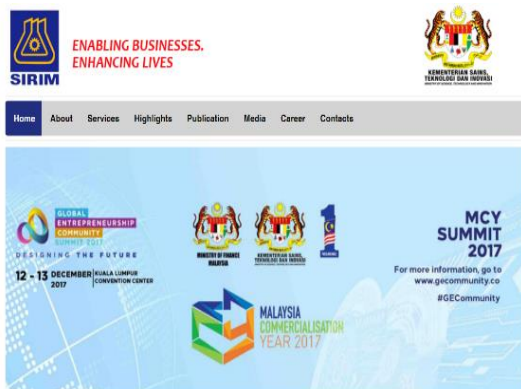 SIRIM
ENABLING BUSINESSES.
ENHANCING LIVES
KEMENTERIAN SAINS,
TEKNOLOGI DAN INOVASI
Home About Services Highlights Publication Media Career Contacts
GLOBAL
ENTREPRENEURSHIP
COMMUNITY
SUMMIT 2017
DESIGNING THE FUTURE
12 - 13 DECEMBER 2017
KUALA LUMPUR
CONVENTION CENTER
MINISTRY OF FINANCE
MALAYSIA
KEMENTERIAN SAINS,
TEKNOLOGI DAN INOVASI
1
MALAYSIA
COMMERCIALISATION
YEAR 2017
MCY
SUMMIT
2017
For more information, go to
www.gecommunity.co
#GECommunity